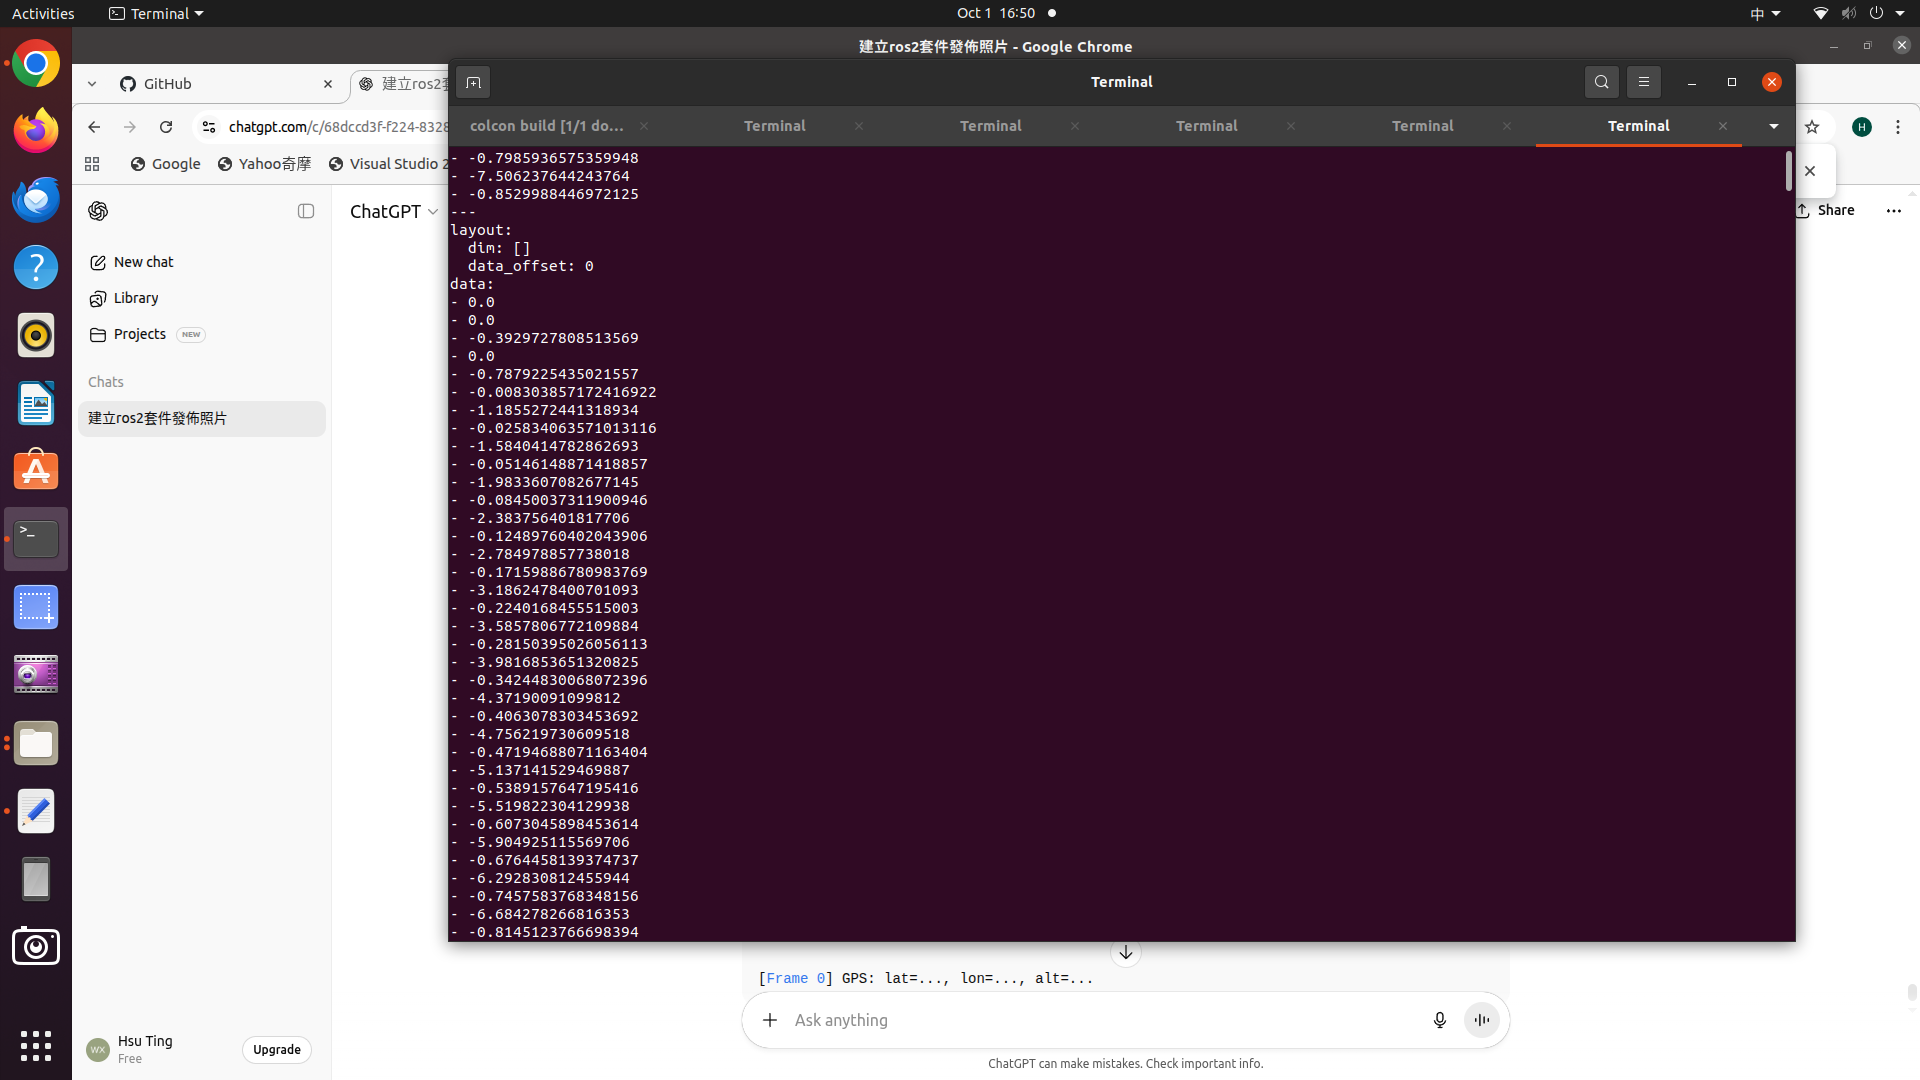 Activities
Terminal
Oct 1 16:50
中
建立ros2套件發佈照片 - Google Chrome
GitHub
建立ros2套
Terminal
chatgpt.com/c/68dccd3f-f224-8328
colcon build [1/1 do...
Terminal
Terminal
Terminal
Terminal
Terminal
H
Google
Yahoo奇摩
Visual Studio 2
ChatGPT
Share
New chat
Library
Projects NEW
Chats
建立ros2套件發佈照片
- -0.7985936575359948
- -7.506237644243764
- -0.8529988446972125
---
layout:
  dim: []
  data_offset: 0
data:
- 0.0
- 0.0
- -0.3929727808513569
- 0.0
- -0.7879225435021557
- -0.008303857172416922
- -1.1855272441318934
- -0.025834063571013116
- -1.5840414782862693
- -0.05146148871418857
- -1.9833607082677145
- -0.08450037311900946
- -2.383756401817706
- -0.12489760402043906
- -2.784978857738018
- -0.17159886780983769
- -3.1862478400701093
- -0.2240168455515003
- -3.5857806772109884
- -0.28150395026056113
- -3.9816853651320825
- -0.34244830068072396
- -4.37190091099812
- -0.4063078303453692
- -4.756219730609518
- -0.47194688071163404
- -5.137141529469887
- -0.5389157647195416
- -5.519822304129938
- -0.6073045898453614
- -5.904925115569706
- -0.6764458139374737
- -6.292830812455944
- -0.7457583768348156
- -6.684278266816353
- -0.8145123766698394
[Frame 0] GPS: lat=..., lon=..., alt=...
Ask anything
ChatGPT can make mistakes. Check important info.
WX
Hsu Ting
Free
Upgrade